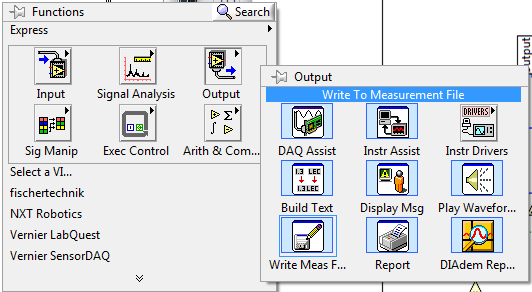 Functions
Search
Express
Input
Signal Analysis
Output
Sig Manip
Exec Control
Arith & Com...
Select a VI...
fischertechnik
NXT Robotics
Vernier LabQuest
Vernier SensorDAQ
Output
Write To Measurement File
DAQ Assist
Instr Assist
DRIVERS
Instr Drivers
1.3 LEC
1.3 LEC
Build Text
Display Msg
Play Wavefor...
Write Meas F...
Report
DIAdem Rep...
utput